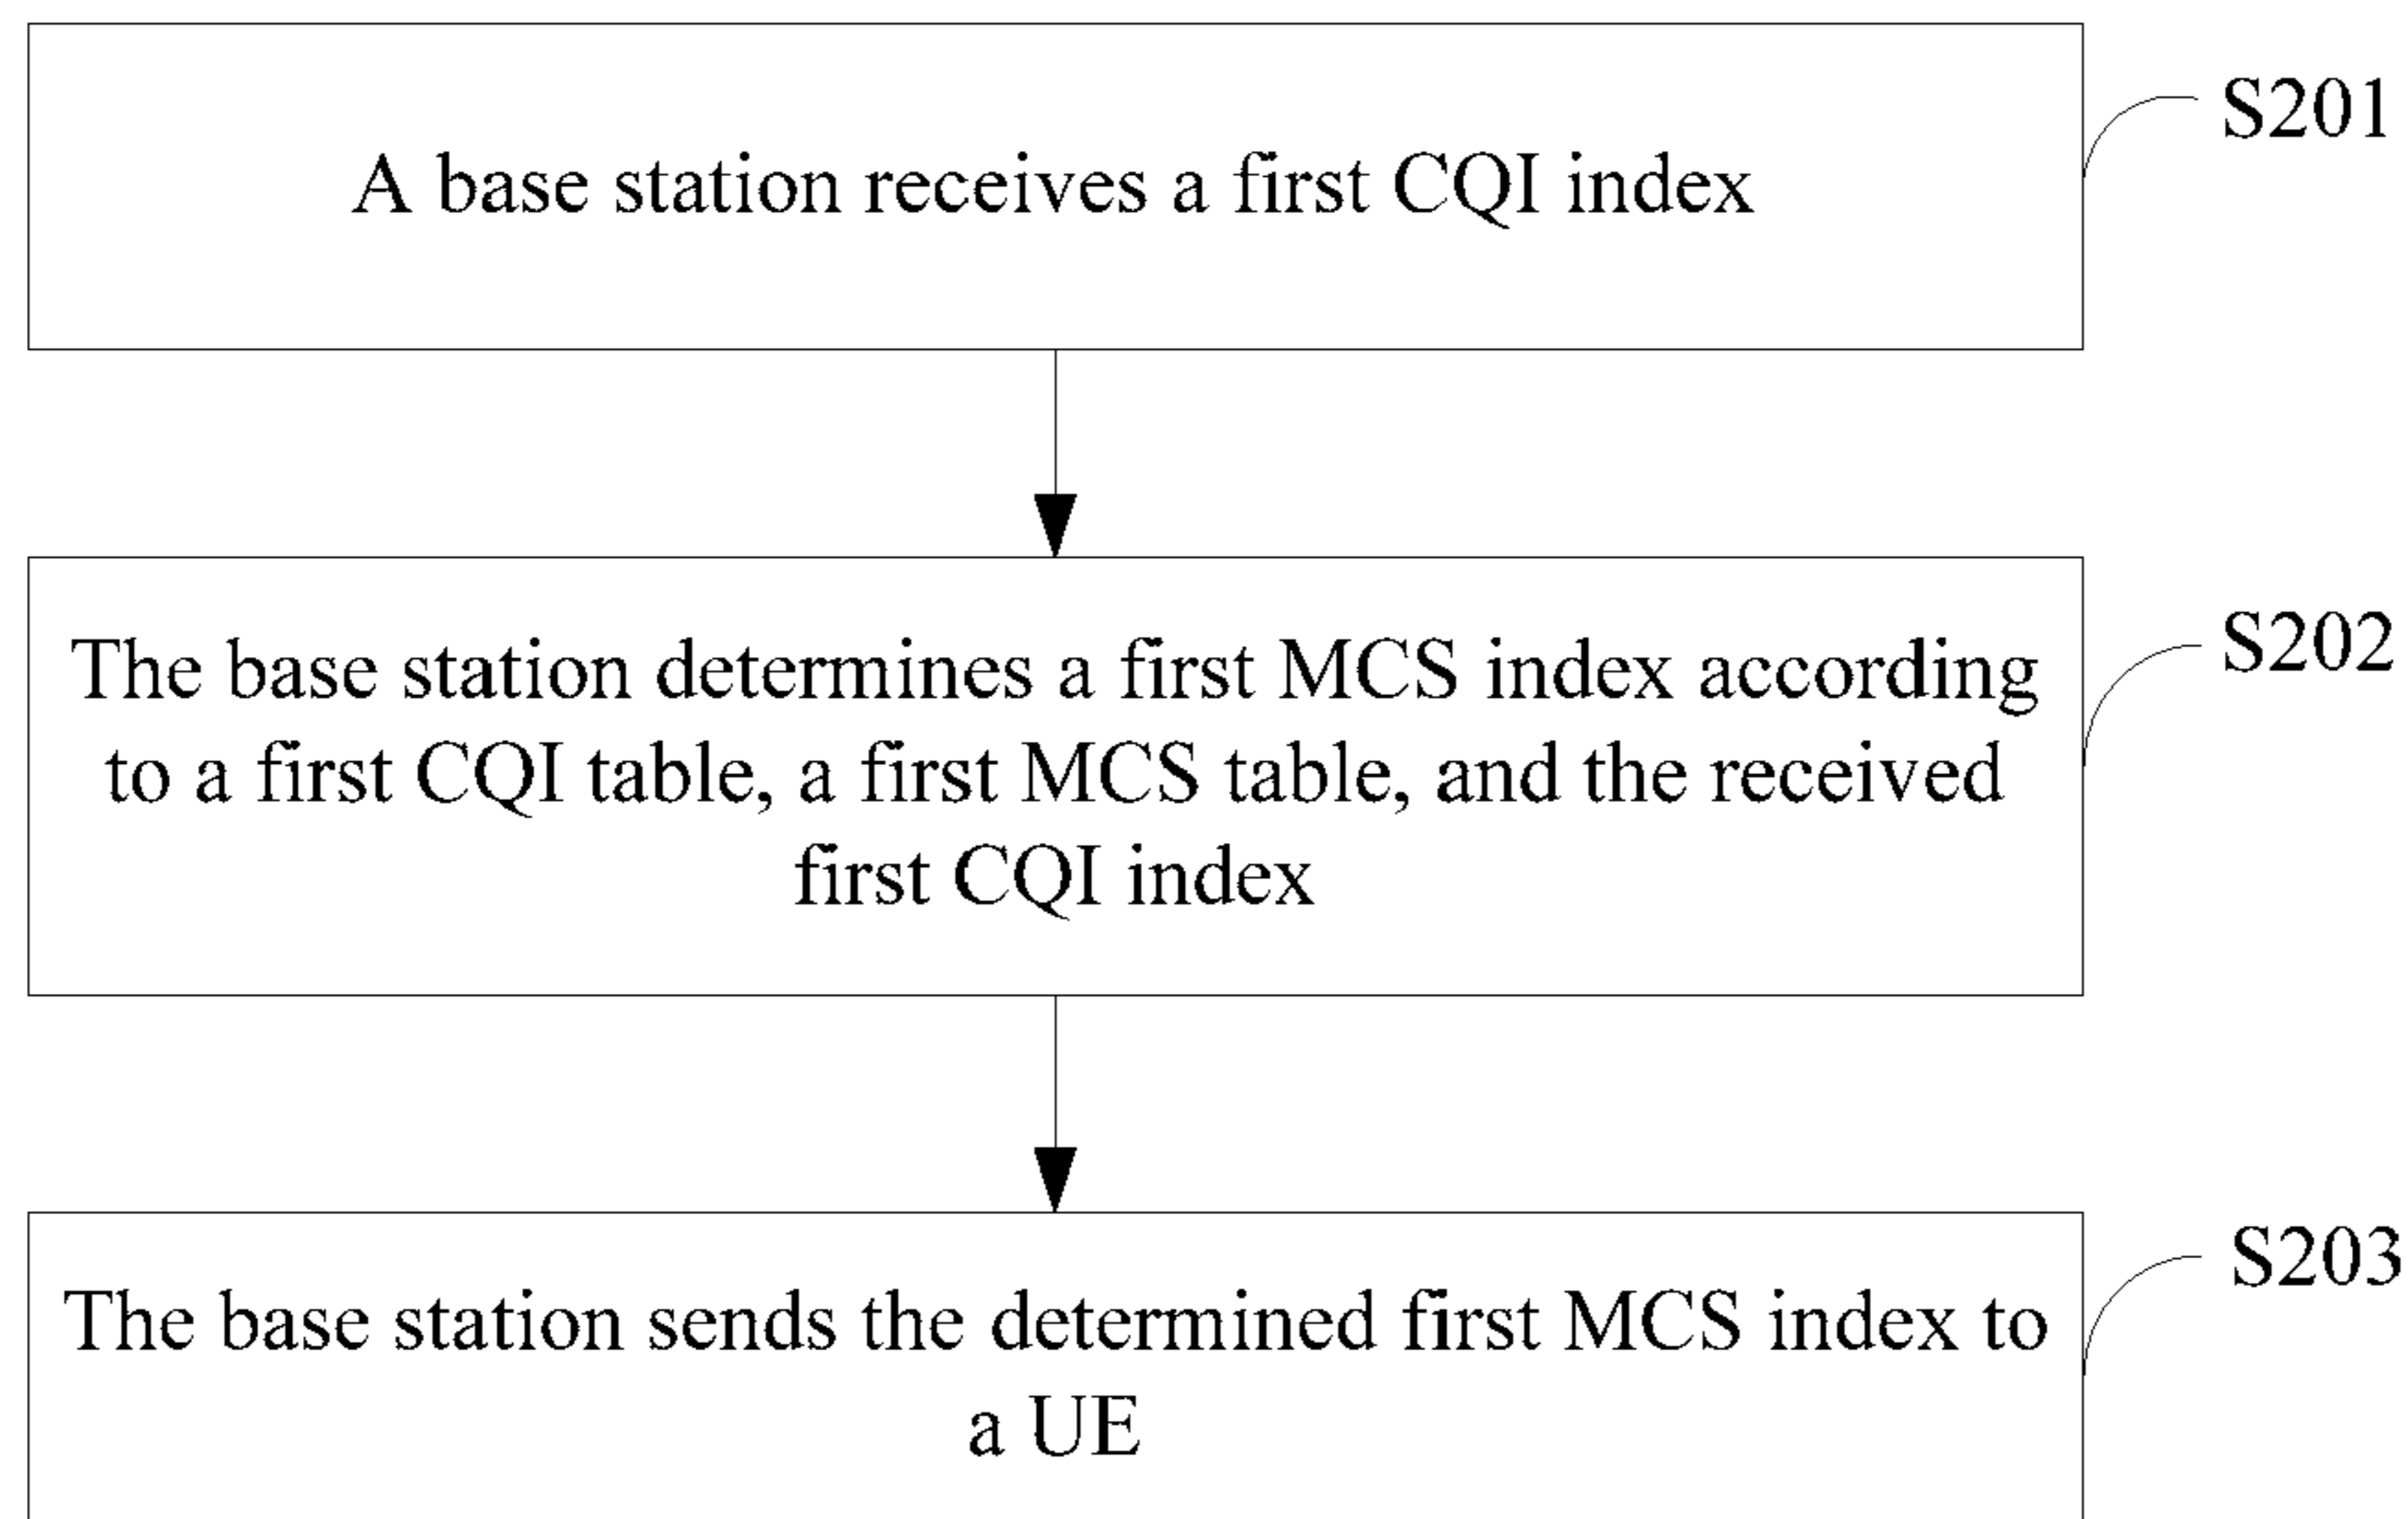 A base station receives a first CQI index
S201
The base station determines a first MCS index according
to a first CQI table, a first MCS table, and the received
first CQI index
S202
The base station sends the determined first MCS index to
a UE
S203